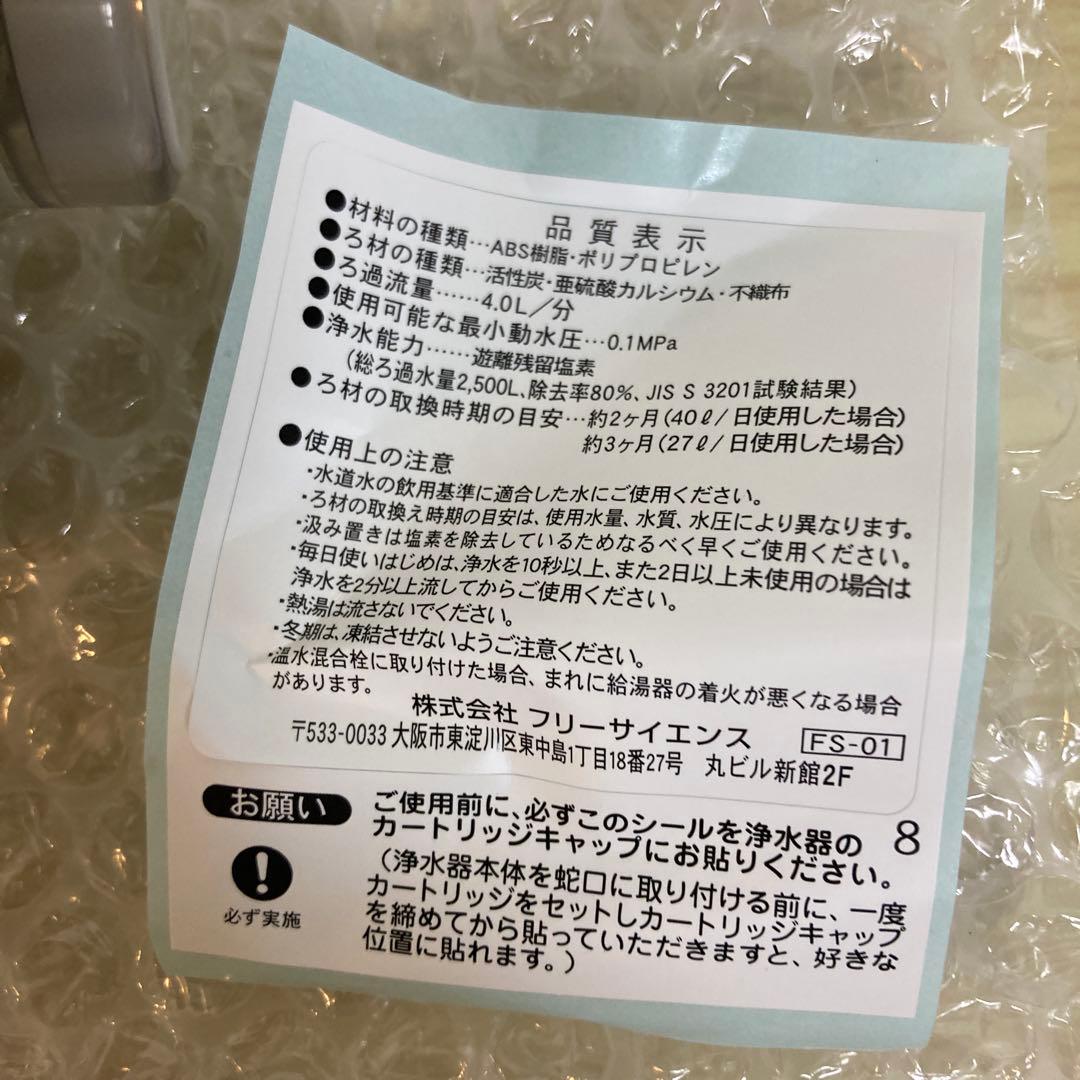 品質表示
●材料の種類…ABS樹脂・ポリプロピレン
●ろ材の種類…活性炭・亜硫酸カルシウム・不織布
●ろ過流量……4.0L／分
●使用可能な最小動水圧…0.1MPa
●浄水能力……遊離残留塩素
(総ろ過水量2,500L、除去率80%、JIS S 3201試験結果)
●ろ材の取換時期の目安…約2ヶ月(40ℓ/日使用した場合)
約3ヶ月(27ℓ/日使用した場合)
●使用上の注意
・水道水の飲用基準に適合した水にご使用ください。
・ろ材の取換え時期の目安は、使用水量、水質、水圧により異なります。
・汲み置きは塩素を除去しているためなるべく早くご使用ください。
・毎日使いはじめは、浄水を10秒以上、また2日以上未使用の場合は
浄水を2分以上流してからご使用ください。
・熱湯は流さないでください。
・冬期は、凍結させないようご注意ください。
・温水混合栓に取り付けた場合、まれに給湯器の着火が悪くなる場合
があります。
株式会社 フリーサイエンス FS-01
〒533-0033 大阪市東淀川区東中島1丁目18番27号 丸ビル新館2F
お願い
必ず実施
ご使用前に、必ずこのシールを浄水器の
カートリッジキャップにお貼りください。
8
(浄水器本体を蛇口に取り付ける前に、一度
カートリッジをセットしカートリッジキャップ
を締めてから貼っていただきますと、好きな
位置に貼れます。)